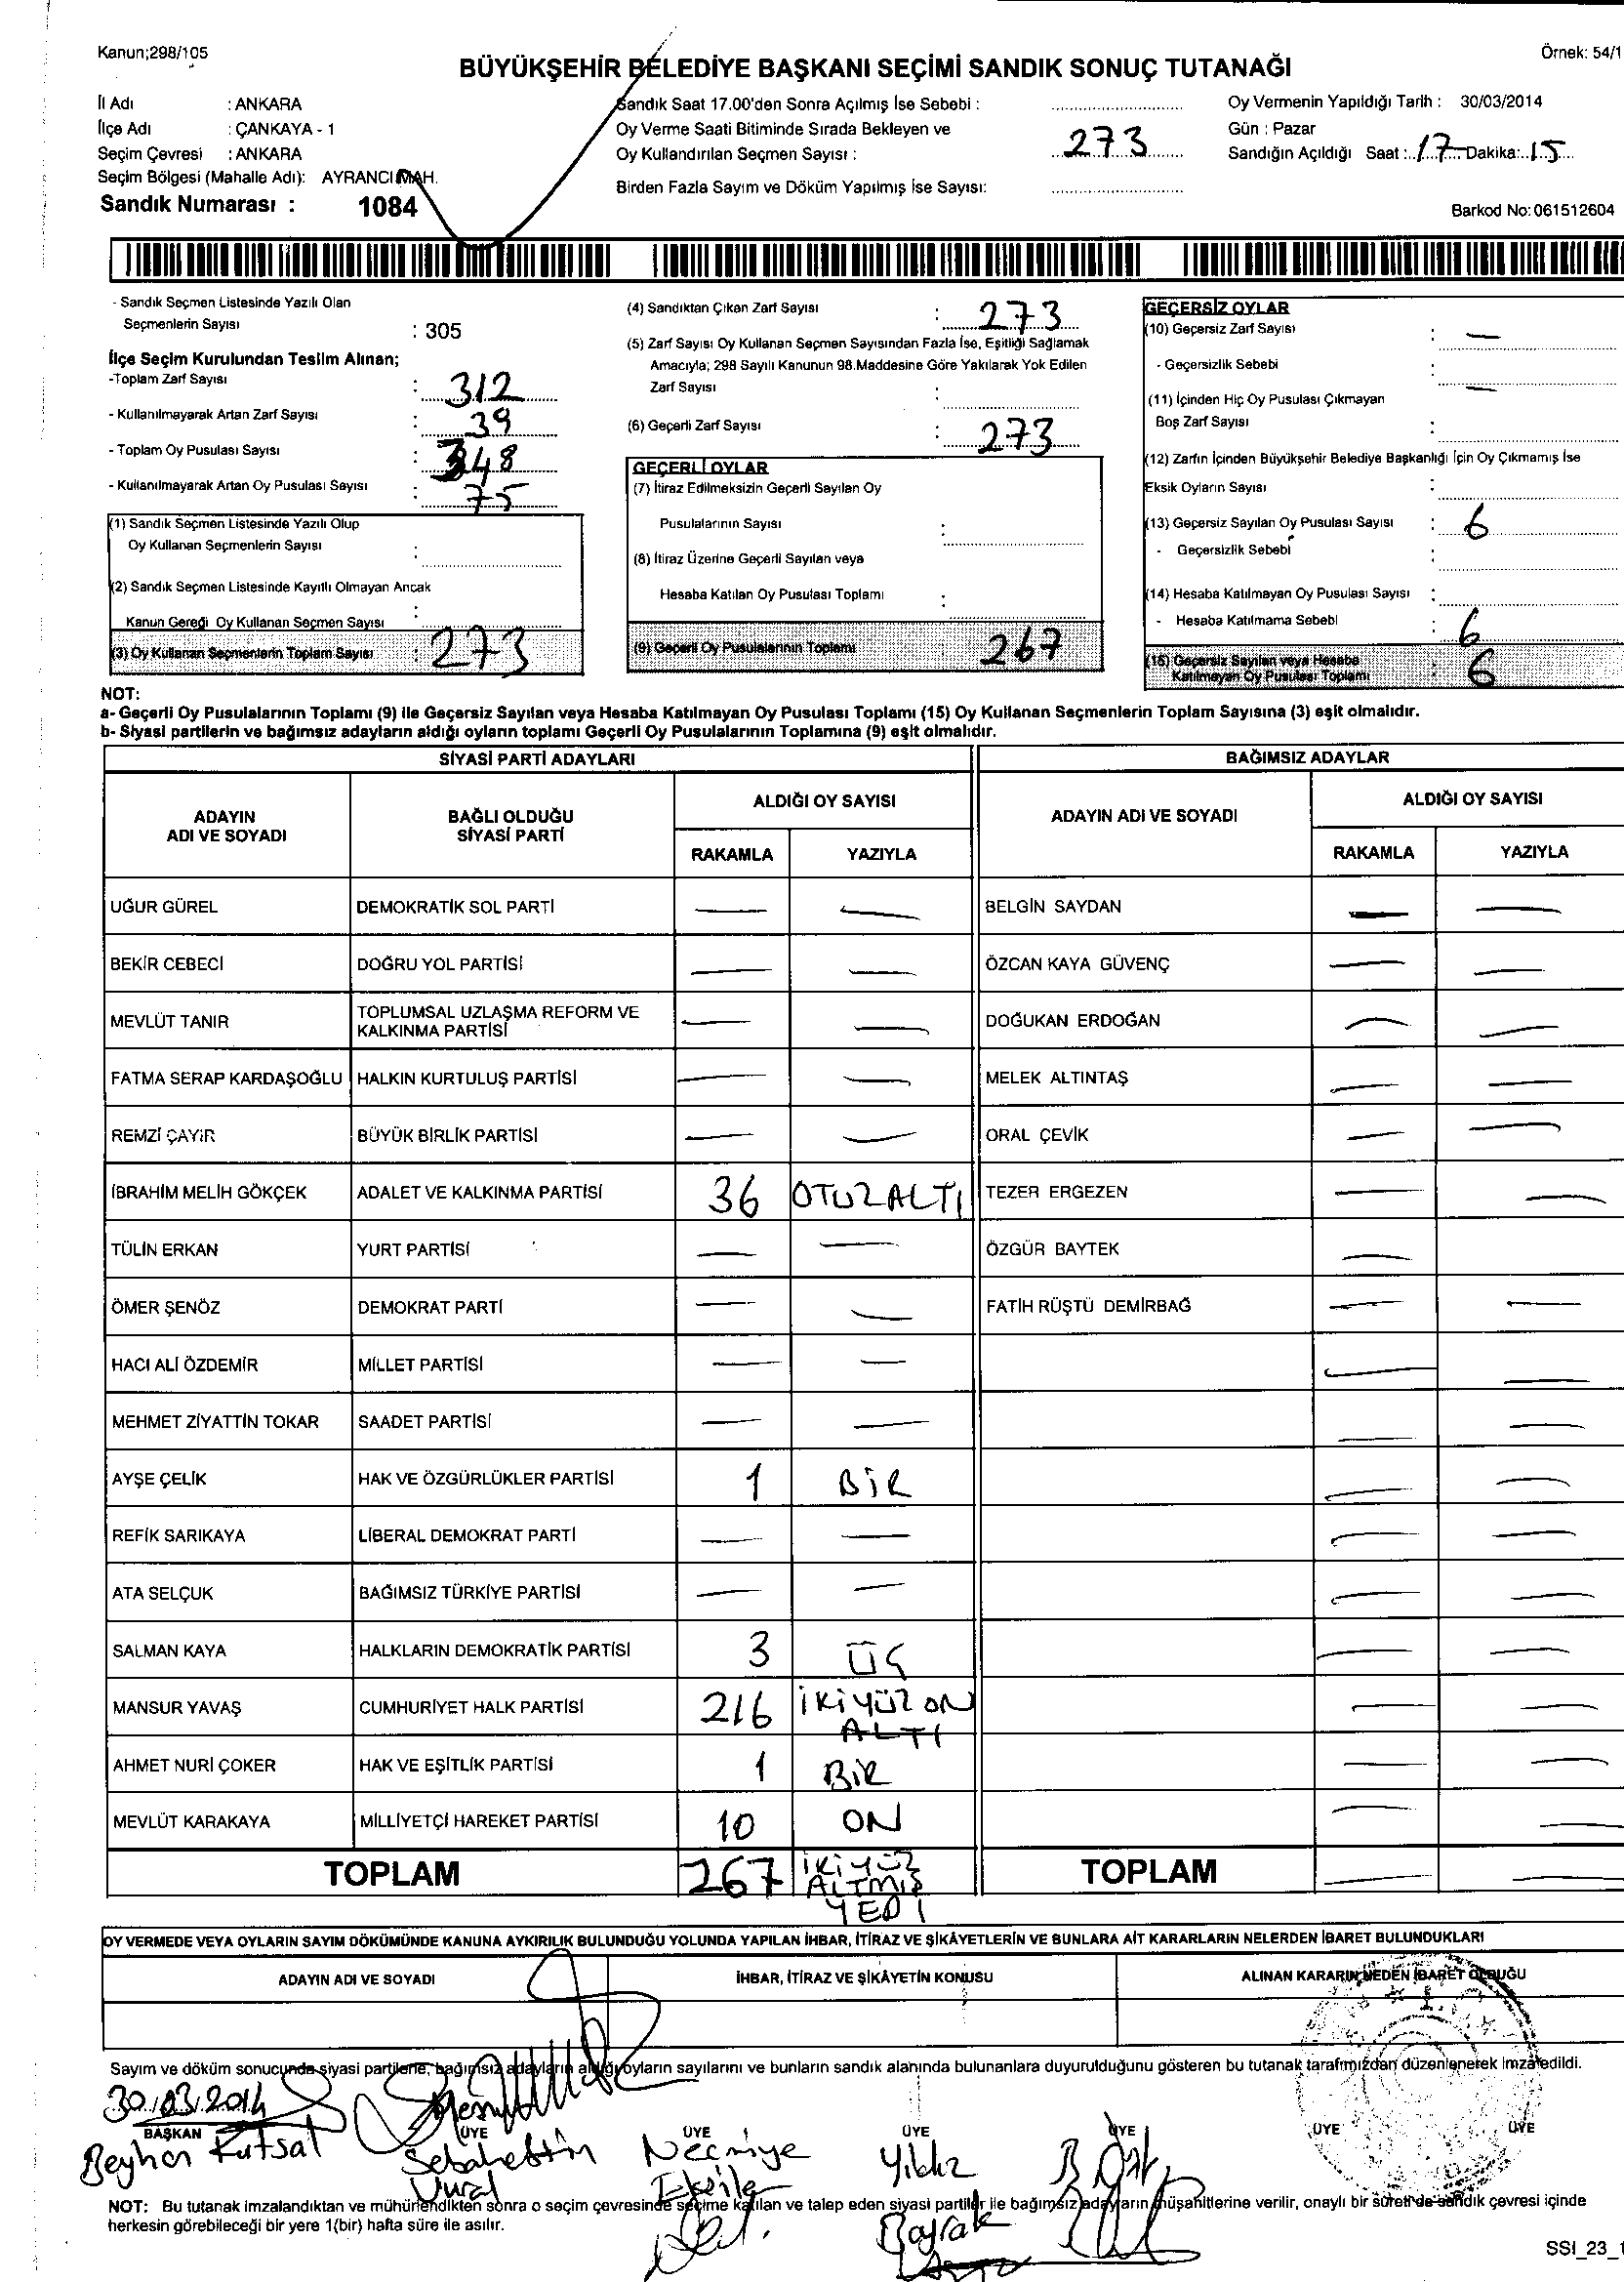 Kanun;298/105
Örnek: 54/1
BÜYÜKŞEHİR BELEDİYE BAŞKANI SEÇİMİ SANDIK SONUÇ TUTANAĞI
İl Adı : ANKARA
İlçe Adı : ÇANKAYA - 1
Seçim Çevresi : ANKARA
Seçim Bölgesi (Mahalle Adı): AYRANCI MAH.
Sandık Numarası : 1084
Sandık Saat 17.00'den Sonra Açılmış İse Sebebi :
Oy Verme Saati Bitiminde Sırada Bekleyen ve
Oy Kullandırılan Seçmen Sayısı : 273
Birden Fazla Sayım ve Döküm Yapılmış İse Sayısı:
Oy Vermenin Yapıldığı Tarih : 30/03/2014
Gün : Pazar
Sandığın Açıldığı Saat : 17 Dakika: 15
Barkod No: 061512604
- Sandık Seçmen Listesinde Yazılı Olan
Seçmenlerin Sayısı : 305
İlçe Seçim Kurulundan Teslim Alınan;
-Toplam Zarf Sayısı : 312
- Kullanılmayarak Artan Zarf Sayısı : 39
- Toplam Oy Pusulası Sayısı : 348
- Kullanılmayarak Artan Oy Pusulası Sayısı : 75
(1) Sandık Seçmen Listesinde Yazılı Olup
Oy Kullanan Seçmenlerin Sayısı :
(2) Sandık Seçmen Listesinde Kayıtlı Olmayan Ancak
Kanun Gereği Oy Kullanan Seçmen Sayısı :
(3) Oy Kullanan Seçmenlerin Toplam Sayısı : 273
(4) Sandıktan Çıkan Zarf Sayısı : 273
(5) Zarf Sayısı Oy Kullanan Seçmen Sayısından Fazla İse, Eşitliği Sağlamak
Amacıyla; 298 Sayılı Kanunun 98.Maddesine Göre Yakılarak Yok Edilen
Zarf Sayısı :
(6) Geçerli Zarf Sayısı : 273
GEÇERLİ OYLAR
(7) İtiraz Edilmeksizin Geçerli Sayılan Oy
Pusulalarının Sayısı :
(8) İtiraz Üzerine Geçerli Sayılan veya
Hesaba Katılan Oy Pusulası Toplamı :
(9) Geçerli Oy Pusulalarının Toplamı 267
GEÇERSİZ OYLAR
(10) Geçersiz Zarf Sayısı : —
- Geçersizlik Sebebi :
(11) İçinden Hiç Oy Pusulası Çıkmayan —
Boş Zarf Sayısı :
(12) Zarfın İçinden Büyükşehir Belediye Başkanlığı İçin Oy Çıkmamış İse
Eksik Oyların Sayısı :
(13) Geçersiz Sayılan Oy Pusulası Sayısı : 6
- Geçersizlik Sebebi :
(14) Hesaba Katılmayan Oy Pusulası Sayısı :
- Hesaba Katılmama Sebebi : 6
(15) Geçersiz Sayılan veya Hesaba
Katılmayan Oy Pusulası Toplamı : 6
NOT:
a- Geçerli Oy Pusulalarının Toplamı (9) ile Geçersiz Sayılan veya Hesaba Katılmayan Oy Pusulası Toplamı (15) Oy Kullanan Seçmenlerin Toplam Sayısına (3) eşit olmalıdır.
b- Siyasi partilerin ve bağımsız adayların aldığı oyların toplamı Geçerli Oy Pusulalarının Toplamına (9) eşit olmalıdır.
SİYASİ PARTİ ADAYLARI
BAĞIMSIZ ADAYLAR
ADAYIN ADI VE SOYADI
BAĞLI OLDUĞU SİYASİ PARTİ
ALDIĞI OY SAYISI
RAKAMLA YAZIYLA
ADAYIN ADI VE SOYADI
ALDIĞI OY SAYISI
RAKAMLA YAZIYLA
UĞUR GÜREL DEMOKRATİK SOL PARTİ — — BELGİN SAYDAN — —
BEKİR CEBECİ DOĞRU YOL PARTİSİ — — ÖZCAN KAYA GÜVENÇ — —
MEVLÜT TANIR TOPLUMSAL UZLAŞMA REFORM VE KALKINMA PARTİSİ — — DOĞUKAN ERDOĞAN — —
FATMA SERAP KARDAŞOĞLU HALKIN KURTULUŞ PARTİSİ — — MELEK ALTINTAŞ — —
REMZİ ÇAYIR BÜYÜK BİRLİK PARTİSİ — — ORAL ÇEVİK — —
İBRAHİM MELİH GÖKÇEK ADALET VE KALKINMA PARTİSİ 36 OTUZALTI TEZER ERGEZEN — —
TÜLİN ERKAN YURT PARTİSİ — — ÖZGÜR BAYTEK —
ÖMER ŞENÖZ DEMOKRAT PARTİ — — FATİH RÜŞTÜ DEMİRBAĞ — —
HACI ALİ ÖZDEMİR MİLLET PARTİSİ — — — —
MEHMET ZİYATTİN TOKAR SAADET PARTİSİ — — — —
AYŞE ÇELİK HAK VE ÖZGÜRLÜKLER PARTİSİ 1 BİR — —
REFİK SARIKAYA LİBERAL DEMOKRAT PARTİ — — — —
ATA SELÇUK BAĞIMSIZ TÜRKİYE PARTİSİ — — — —
SALMAN KAYA HALKLARIN DEMOKRATİK PARTİSİ 3 ÜÇ — —
MANSUR YAVAŞ CUMHURİYET HALK PARTİSİ 216 İKİYÜZ ON ALTI — —
AHMET NURİ ÇOKER HAK VE EŞİTLİK PARTİSİ 1 BİR — —
MEVLÜT KARAKAYA MİLLİYETÇİ HAREKET PARTİSİ 10 ON — —
TOPLAM 267 İKİYÜZ ALTMIŞ YEDİ TOPLAM — —
OY VERMEDE VEYA OYLARIN SAYIM DÖKÜMÜNDE KANUNA AYKIRILIK BULUNDUĞU YOLUNDA YAPILAN İHBAR, İTİRAZ VE ŞİKÂYETLERİN VE BUNLARA AİT KARARLARIN NELERDEN İBARET BULUNDUKLARI
ADAYIN ADI VE SOYADI İHBAR, İTİRAZ VE ŞİKÂYETİN KONUSU ALINAN KARARIN NEDEN İBARET OLDUĞU
Sayım ve döküm sonucunda siyasi partilerle, bağımsız adayların aldığı oyların sayılarını ve bunların sandık alanında bulunanlara duyurulduğunu gösteren bu tutanak tarafımızdan düzenlenerek imza edildi.
30/03/2014
BAŞKAN ÜYE ÜYE ÜYE ÜYE ÜYE ÜYE
Beyhan Kutsal
Sebahettin Vural
Necmiye
Yıldız Bayrak
NOT: Bu tutanak imzalandıktan ve mühürlendikten sonra o seçim çevresinde seçime katılan ve talep eden siyasi partiler ile bağımsız adayların müşahitlerine verilir, onaylı bir sureti de sandık çevresi içinde
herkesin görebileceği bir yere 1(bir) hafta süre ile asılır.
SSI_23_1